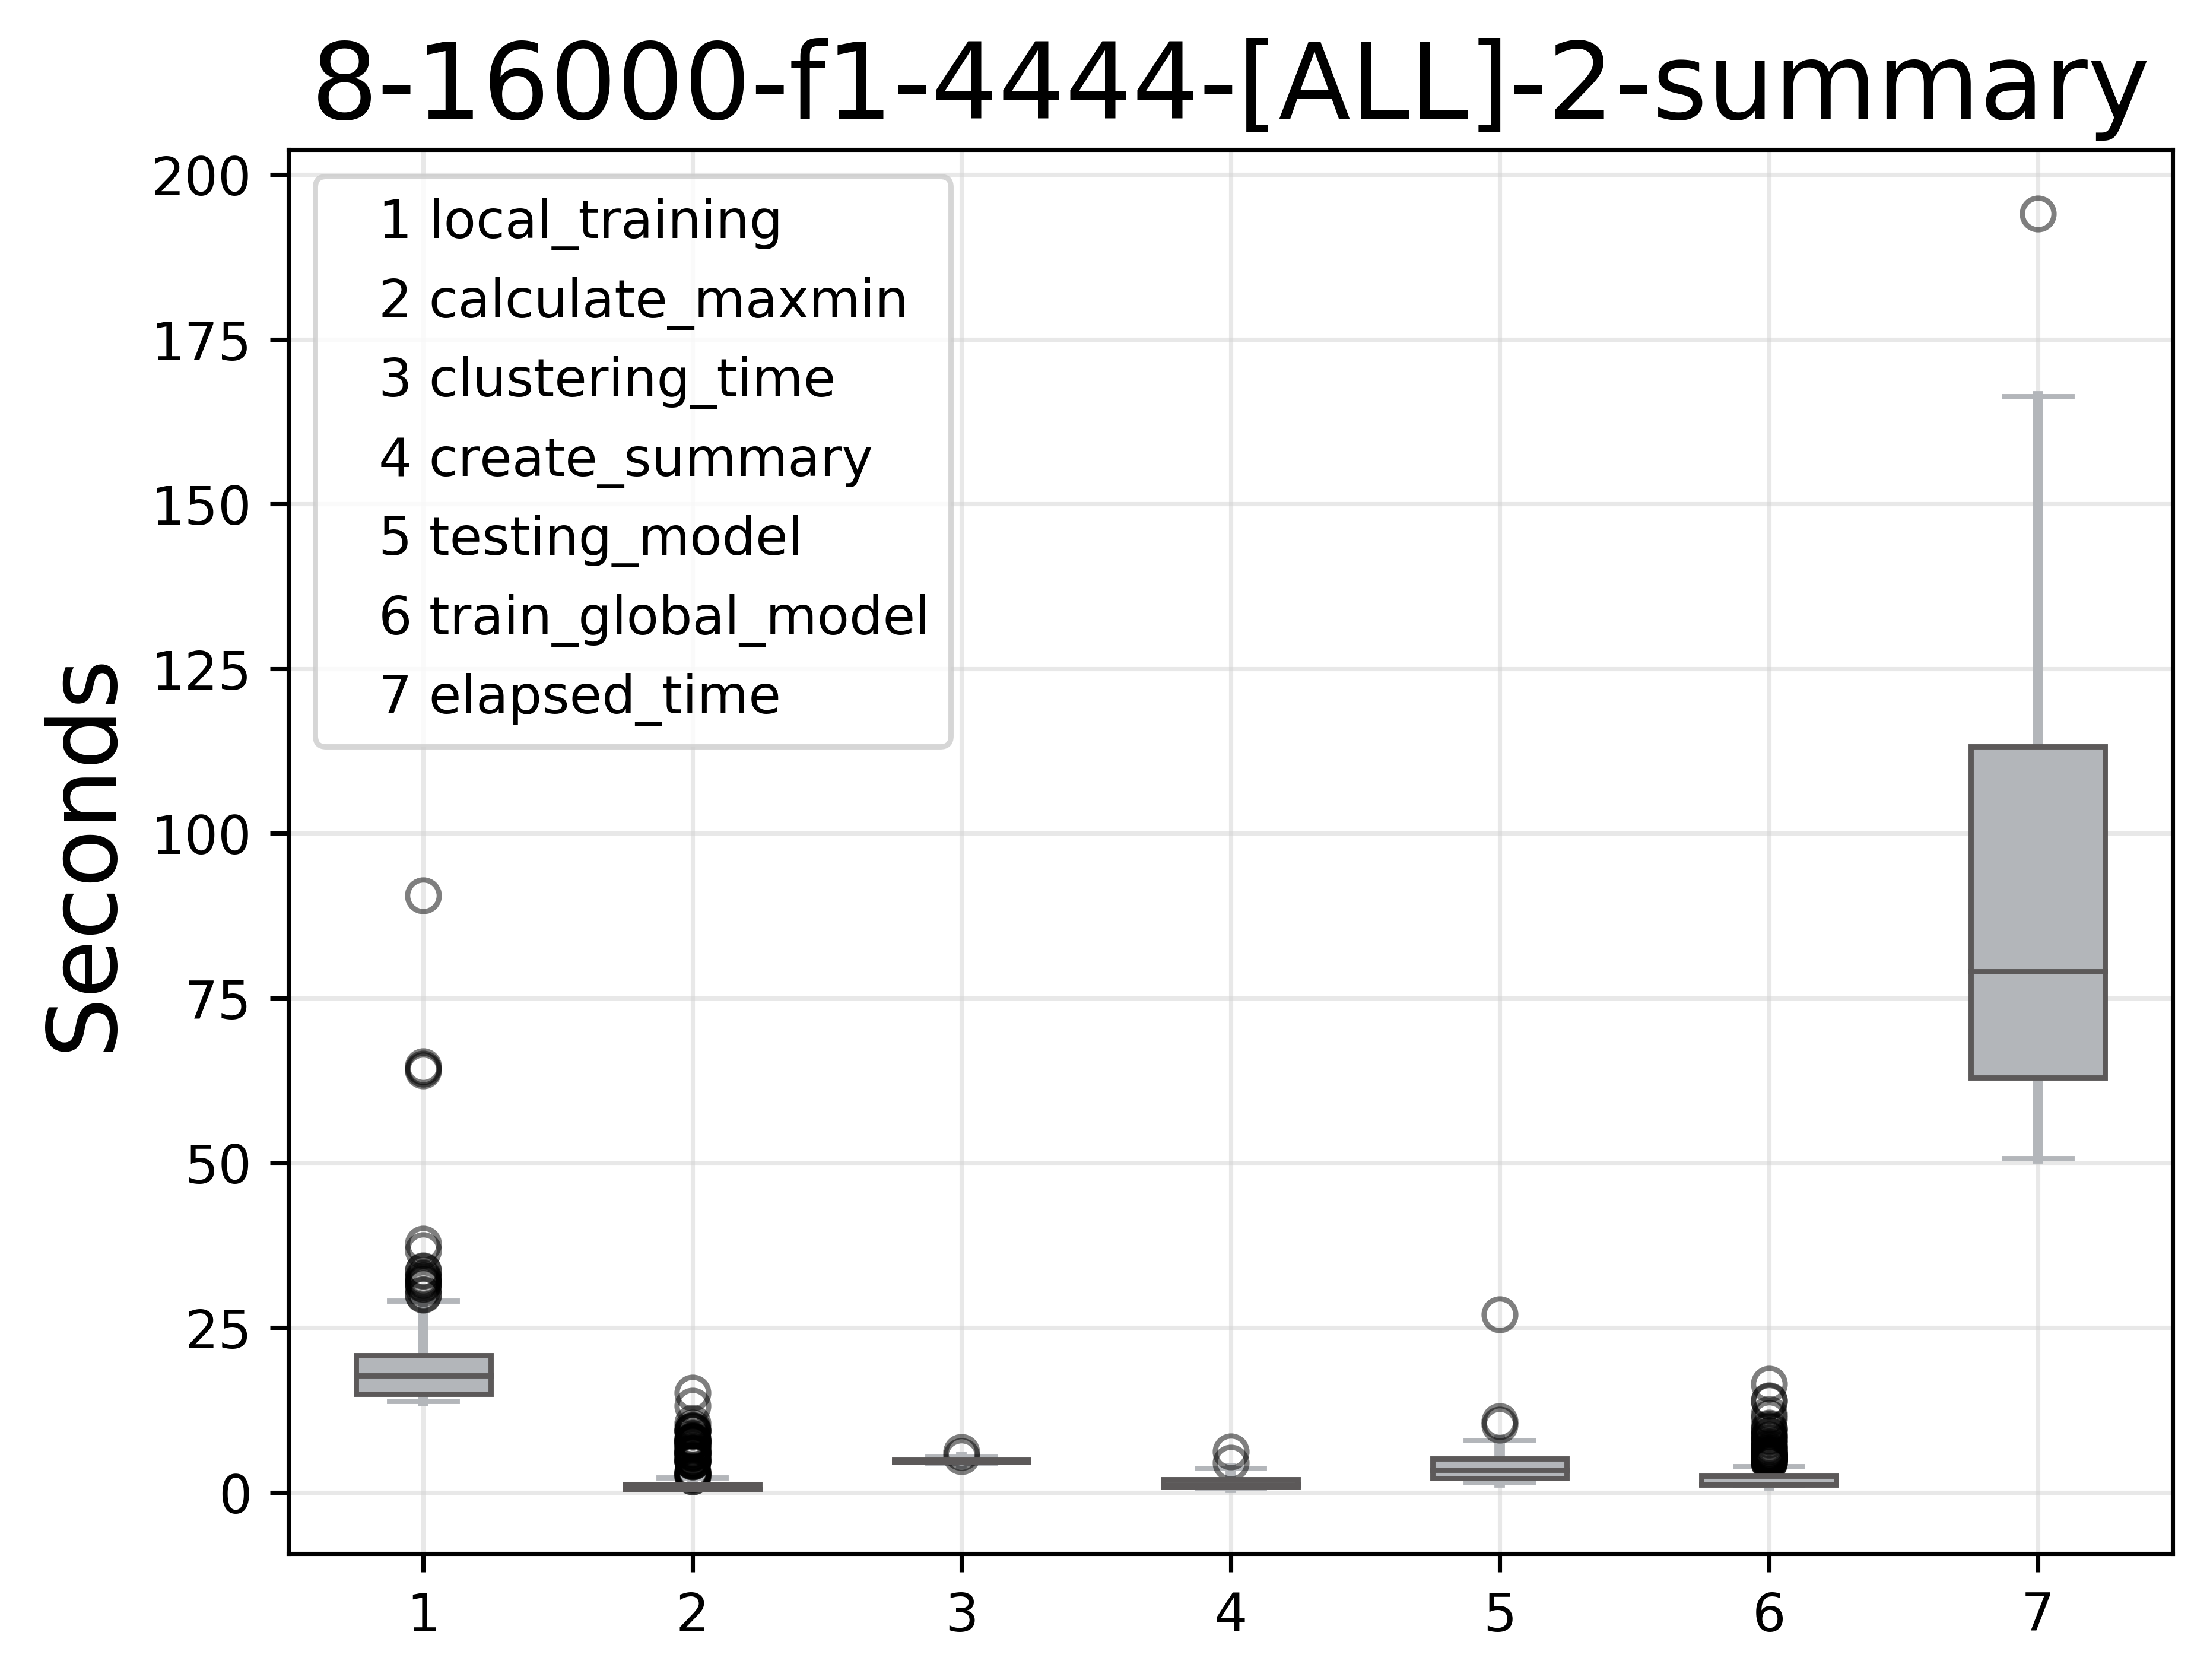 8-16000-f1-4444-[ALL]-2-summary
Seconds
200
175
150
125
100
75
50
25
0
1 local_training
2 calculate_maxmin
3 clustering_time
4 create_summary
5 testing_model
6 train_global_model
7 elapsed_time
1 2 3 4 5 6 7